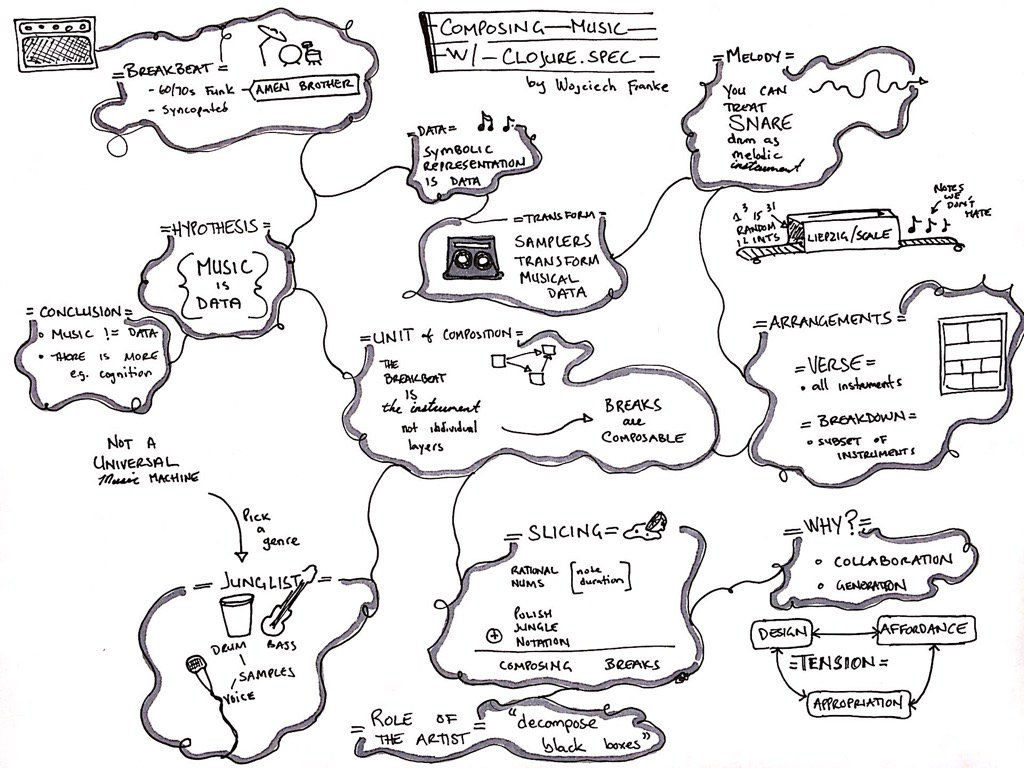 COMPOSING MUSIC
W/ CLOJURE.SPEC
by Wojciech Franke
= BREAKBEAT =
- 60/70s Funk
- Syncopated
AMEN BROTHER
= DATA =
SYMBOLIC
REPRESENTATION
IS DATA
= MELODY =
YOU CAN
TREAT
SNARE
drum as
melodic
instrument
= HYPOTHESIS =
{ MUSIC
IS
DATA }
= TRANSFORM =
SAMPLERS
TRANSFORM
MUSICAL
DATA
1 3 15 31
RANDOM
12 INTS
LIEPZIG/SCALE
NOTES
WE
DON'T
HATE
= CONCLUSION =
MUSIC != DATA
THERE IS MORE
e.g. cognition
= UNIT of COMPOSITION =
THE
BREAKBEAT
IS
the instrument
not individual
layers
BREAKS
are
COMPOSABLE
= ARRANGEMENTS =
= VERSE =
all instruments
= BREAKDOWN =
SUBSET OF
INSTRUMENTS
NOT A
UNIVERSAL
Music MACHINE
PICK
a
genre
= JUNGLIST =
DRUM
BASS
SAMPLES
VOICE
= SLICING =
RATIONAL
NUMS
[note
duration]
+
POLISH
JUNGLE
NOTATION
COMPOSING BREAKS
= WHY? =
COLLABORATION
GENERATION
DESIGN
AFFORDANCE
= TENSION =
APPROPRIATION
= ROLE OF
THE ARTIST =
"decompose
black boxes"